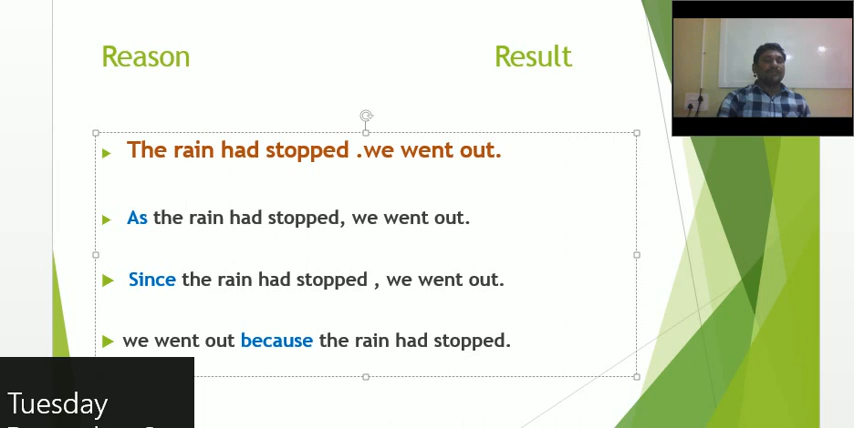 Reason Result
The rain had stopped .we went out.
As the rain had stopped, we went out.
Since the rain had stopped , we went out.
we went out because the rain had stopped.
Tuesday